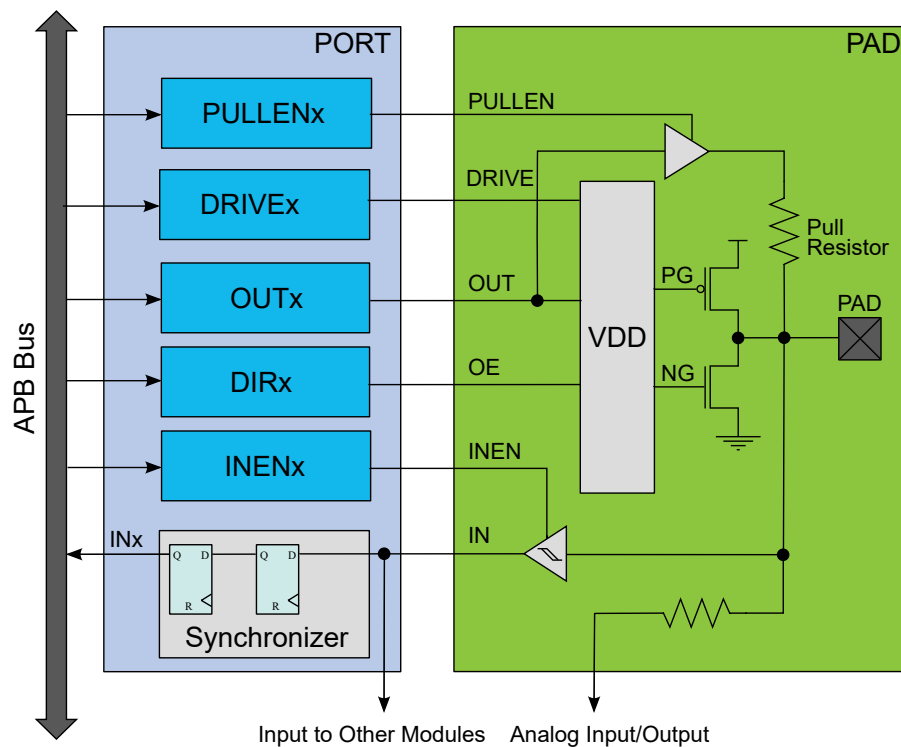 PORT
PAD
APB Bus
PULLENx
PULLEN
DRIVEx
DRIVE
Pull
Resistor
OUTx
OUT
PG
PAD
VDD
DIRx
OE
NG
INENx
INEN
INx
Q D
Q D
IN
R
R
Synchronizer
Input to Other Modules
Analog Input/Output